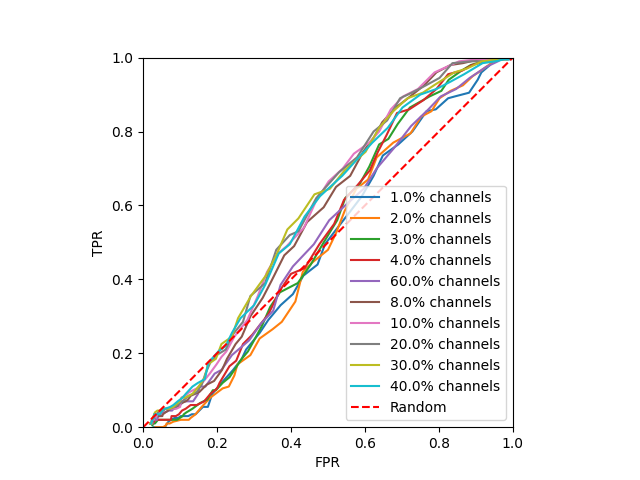 1.0
0.8
0.6
0.4
0.2
0.0
TPR
0.0 0.2 0.4 0.6 0.8 1.0
FPR
1.0% channels
2.0% channels
3.0% channels
4.0% channels
60.0% channels
8.0% channels
10.0% channels
20.0% channels
30.0% channels
40.0% channels
Random